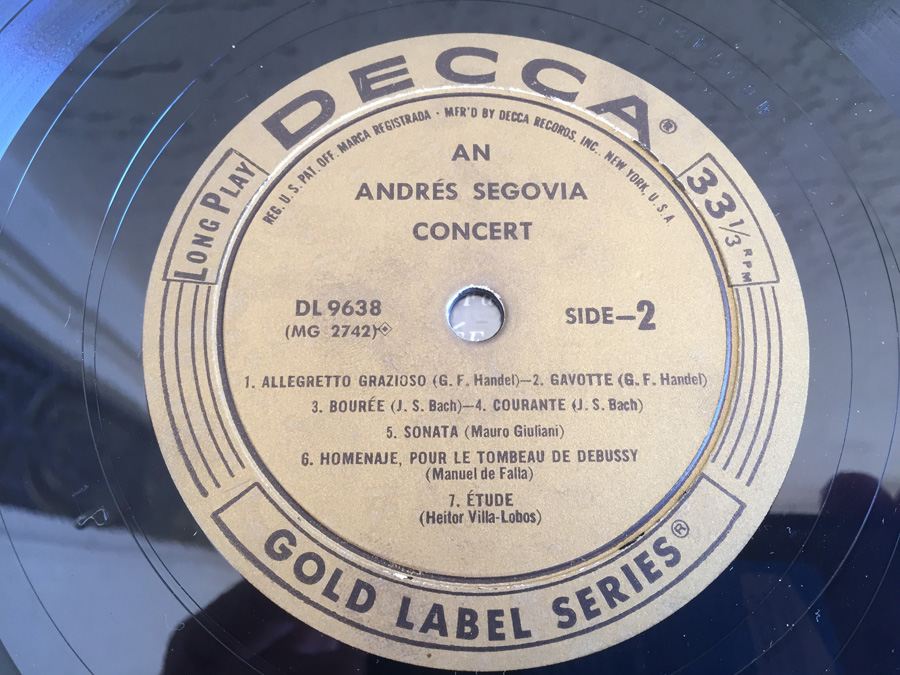 DECCA®
REG. U.S. PAT. OFF. MARCA REGISTRADA · MFR'D BY DECCA RECORDS, INC., NEW YORK, U.S.A
LONG PLAY
33 1/3 RPM
AN
ANDRÉS SEGOVIA
CONCERT
DL 9638
(MG 2742)
SIDE—2
1. ALLEGRETTO GRAZIOSO (G. F. Handel)—2. GAVOTTE (G. F. Handel)
3. BOURÉE (J. S. Bach)—4. COURANTE (J. S. Bach)
5. SONATA (Mauro Giuliani)
6. HOMENAJE, POUR LE TOMBEAU DE DEBUSSY
(Manuel de Falla)
7. ÉTUDE
(Heitor Villa-Lobos)
GOLD LABEL SERIES®